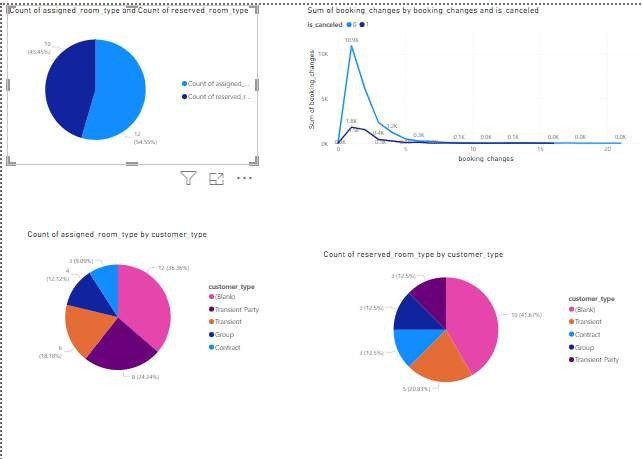 Count of assigned_room_type and Count of reserved_room_type
10
(45.45%)
12
(54.55%)
Count of assigned_...
Count of reserved_r...
Sum of booking_changes by booking_changes and is_canceled
is_canceled 0 1
Sum of booking_changes
10K
5K
0K
10.9K
1.8K
1.2K
0.4K
0.3K
0.3K
0.1K
0.1K
0.0K
0.0K
0.0K
0.0K
0
5
10
15
20
booking_changes
Count of assigned_room_type by customer_type
3 (9.09%)
4
(12.12%)
6
(18.18%)
8 (24.24%)
12 (36.36%)
customer_type
(Blank)
Transient Party
Transient
Group
Contract
Count of reserved_room_type by customer_type
3 (12.5%)
3 (12.5%)
3 (12.5%)
5 (20.83%)
10 (41.67%)
customer_type
(Blank)
Transient
Contract
Group
Transient Party